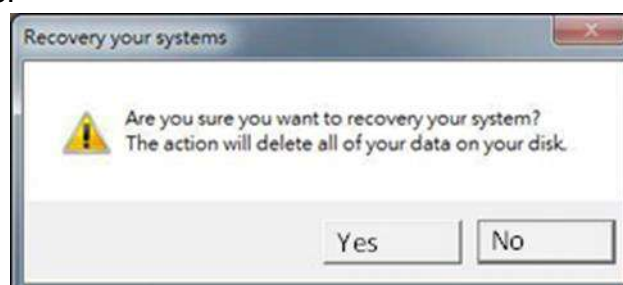 Recovery your systems
Are you sure you want to recovery your system?
The action will delete all of your data on your disk.
Yes
No